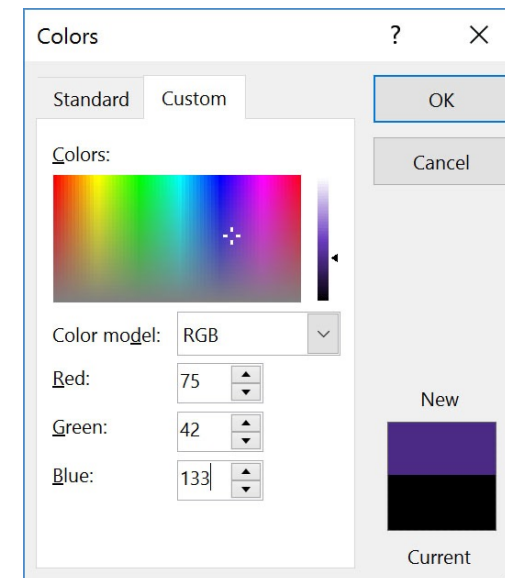 Colors ?
Standard Custom
OK
Cancel
Colors:
Color model: RGB
Red: 75
Green: 42
Blue: 133
New
Current